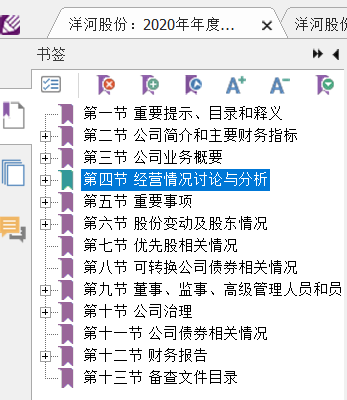 洋河股份：2020年年度...
洋河股份
书签
第一节 重要提示、目录和释义
第二节 公司简介和主要财务指标
第三节 公司业务概要
第四节 经营情况讨论与分析
第五节 重要事项
第六节 股份变动及股东情况
第七节 优先股相关情况
第八节 可转换公司债券相关情况
第九节 董事、监事、高级管理人员和员
第十节 公司治理
第十一节 公司债券相关情况
第十二节 财务报告
第十三节 备查文件目录